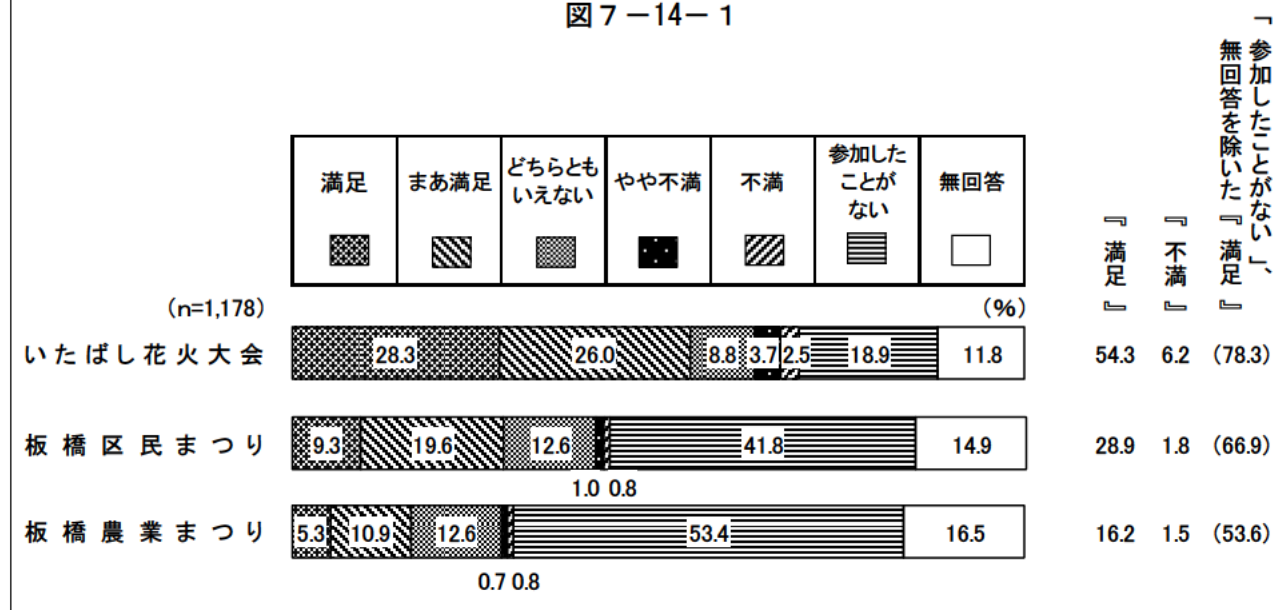 図7－14－1
満足
まあ満足
どちらとも
いえない
やや不満
不満
参加した
ことが
ない
無回答
『満足』
『不満』
「参加したことがない」、
無回答を除いた『満足』
(n=1,178)
(%)
いたばし花火大会 28.3 26.0 8.8 3.7 2.5 18.9 11.8 54.3 6.2 (78.3)
板橋区民まつり 9.3 19.6 12.6 41.8 14.9 28.9 1.8 (66.9)
1.0 0.8
板橋農業まつり 5.3 10.9 12.6 53.4 16.5 16.2 1.5 (53.6)
0.7 0.8